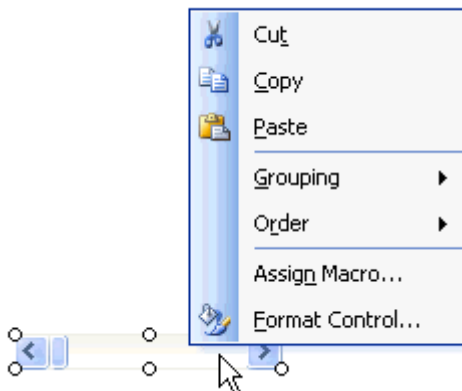 Cut
Copy
Paste
Grouping
Order
Assign Macro...
Format Control...